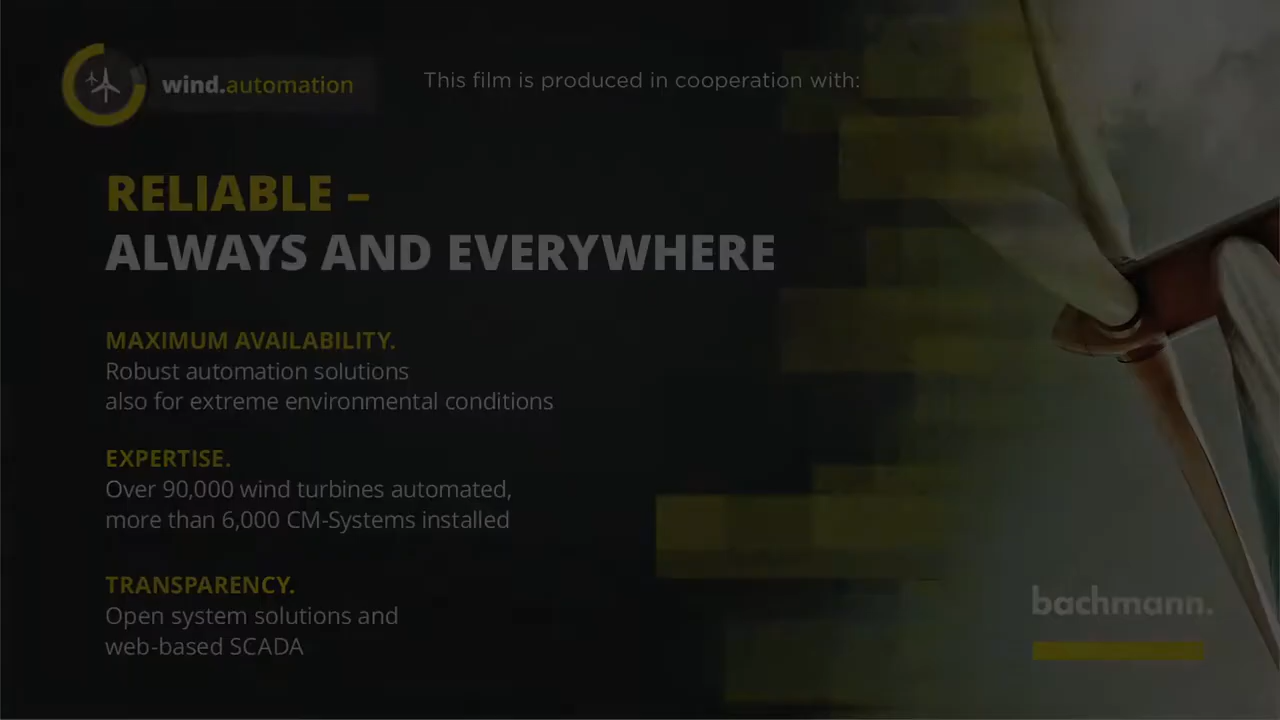 wind.automation
This film is produced in cooperation with:
RELIABLE –
ALWAYS AND EVERYWHERE
MAXIMUM AVAILABILITY.
Robust automation solutions
also for extreme environmental conditions
EXPERTISE.
Over 90,000 wind turbines automated,
more than 6,000 CM-Systems installed
TRANSPARENCY.
Open system solutions and
web-based SCADA
bachmann.